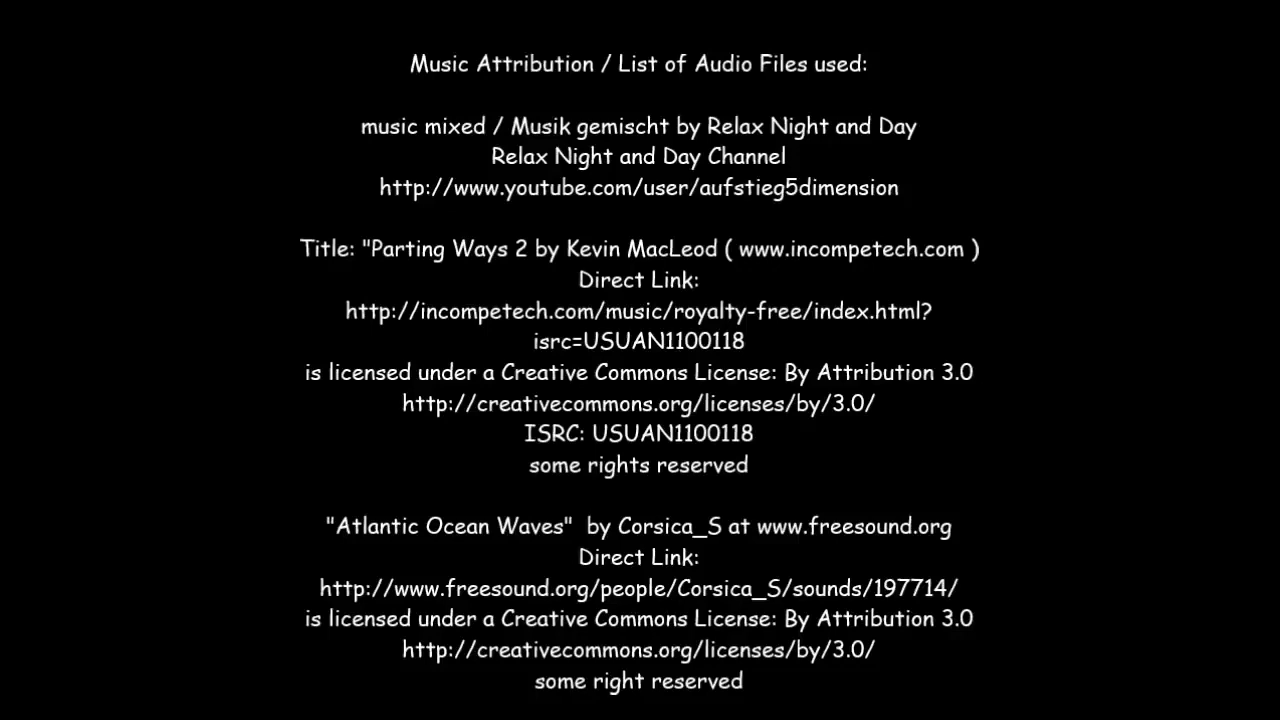 Music Attribution / List of Audio Files used:
music mixed / Musik gemischt by Relax Night and Day
Relax Night and Day Channel
http://www.youtube.com/user/aufstieg5dimension
Title: "Parting Ways 2 by Kevin MacLeod ( www.incompetech.com )
Direct Link:
http://incompetech.com/music/royalty-free/index.html?
isrc=USUAN1100118
is licensed under a Creative Commons License: By Attribution 3.0
http://creativecommons.org/licenses/by/3.0/
ISRC: USUAN1100118
some rights reserved
"Atlantic Ocean Waves"  by Corsica_S at www.freesound.org
Direct Link:
http://www.freesound.org/people/Corsica_S/sounds/197714/
is licensed under a Creative Commons License: By Attribution 3.0
http://creativecommons.org/licenses/by/3.0/
some right reserved